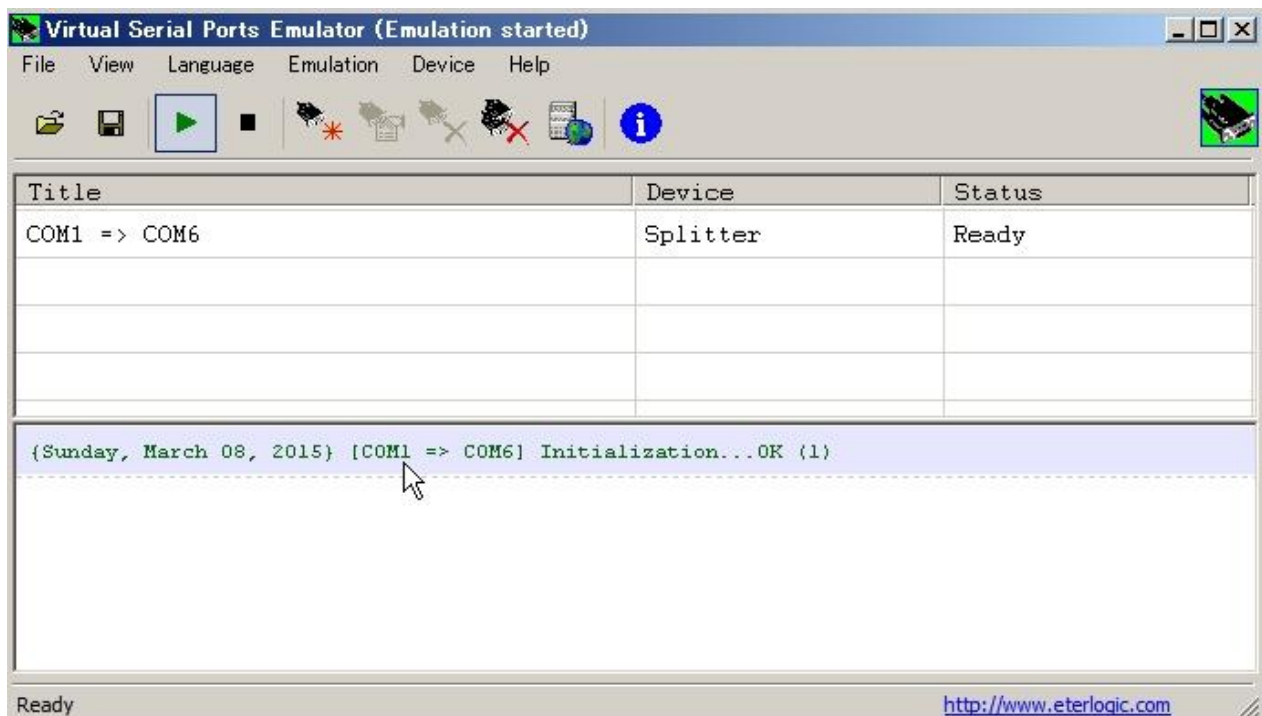 Virtual Serial Ports Emulator (Emulation started)
File View Language Emulation Device Help
Title Device Status
COM1 => COM6 Splitter Ready
{Sunday, March 08, 2015} [COM1 => COM6] Initialization...OK (1)
Ready http://www.eterlogic.com